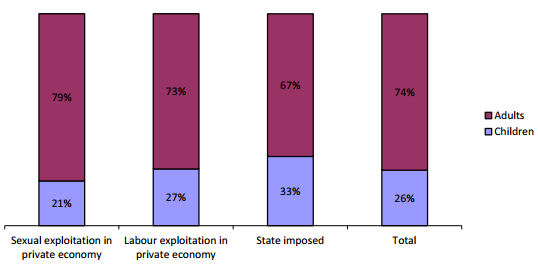 79%
73%
67%
74%
21%
27%
33%
26%
Adults
Children
Sexual exploitation in
private economy
Labour exploitation in
private economy
State imposed
Total